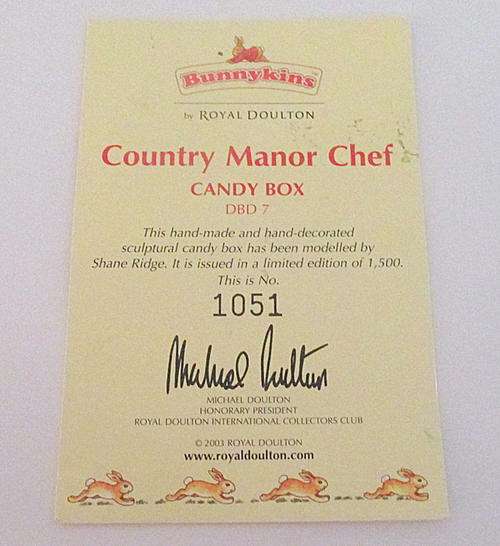 Bunnykins™
by ROYAL DOULTON
Country Manor Chef
CANDY BOX
DBD 7
This hand-made and hand-decorated
sculptural candy box has been modelled by
Shane Ridge. It is issued in a limited edition of 1,500.
This is No.
1051
Michael Doulton
MICHAEL DOULTON
HONORARY PRESIDENT
ROYAL DOULTON INTERNATIONAL COLLECTORS CLUB
© 2003 ROYAL DOULTON
www.royaldoulton.com